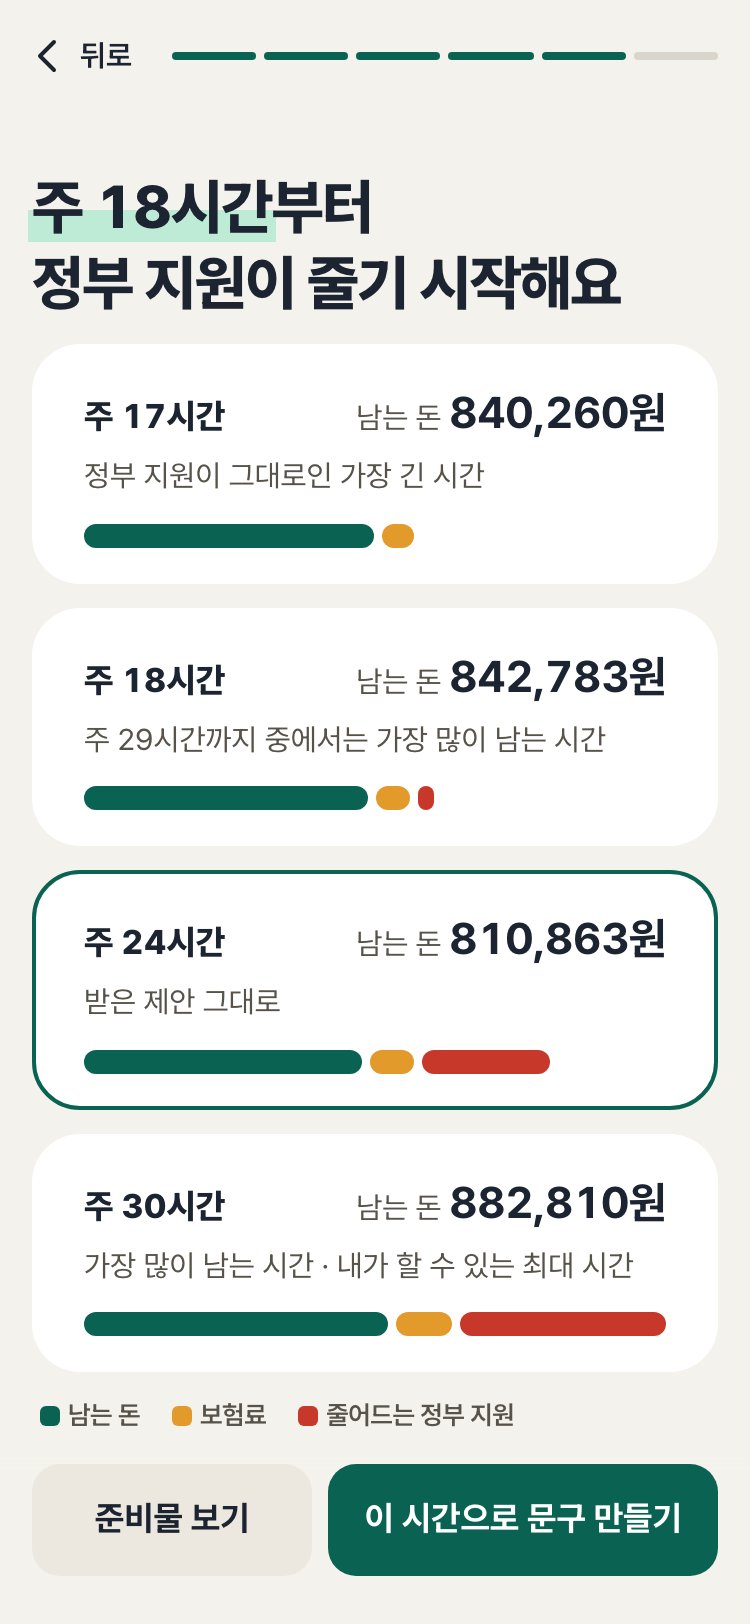 뒤로
주 18시간부터
정부 지원이 줄기 시작해요
주 17시간 남는 돈 840,260원
정부 지원이 그대로인 가장 긴 시간
주 18시간 남는 돈 842,783원
주 29시간까지 중에서는 가장 많이 남는 시간
주 24시간 남는 돈 810,863원
받은 제안 그대로
주 30시간 남는 돈 882,810원
가장 많이 남는 시간 · 내가 할 수 있는 최대 시간
남는 돈 보험료 줄어드는 정부 지원
준비물 보기 이 시간으로 문구 만들기